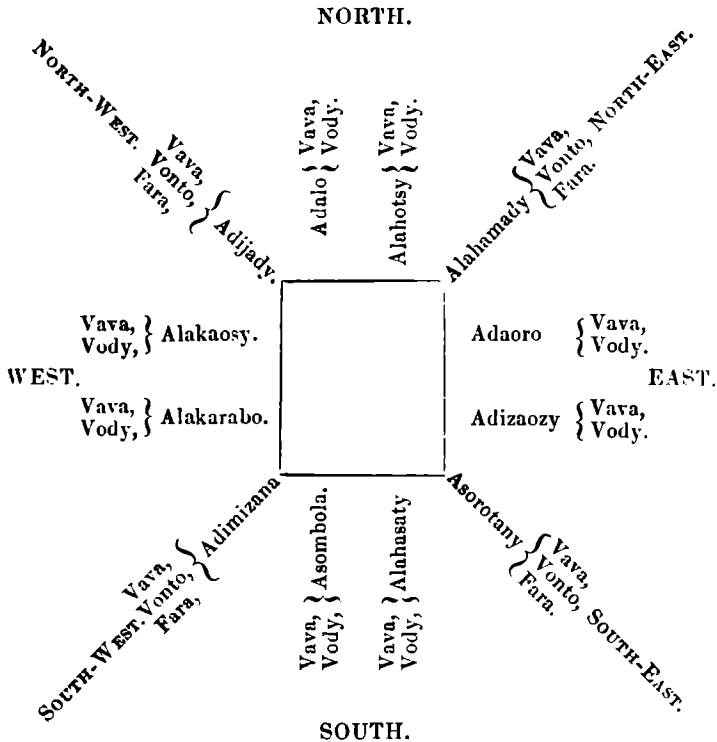 NORTH.
NORTH-WEST.
Vava,
Vonto,
Fara,
Adijady.
Adalo
Vava,
Vody.
Alahotsy
Vava,
Vody.
Alahamady
Vava,
Vonto,
Fara.
NORTH-EAST.
Vava,
Vody,
Alakaosy.
WEST.
Vava,
Vody,
Alakarabo.
Adaoro
Vava,
Vody.
EAST.
Adizaozy
Vava,
Vody.
SOUTH-WEST.
Vava,
Vonto,
Fara,
Adimizana
Vava,
Vody,
Asombola.
Vava,
Vody,
Alahasaty
Asorotany
Vava,
Vonto,
Fara.
SOUTH-EAST.
SOUTH.